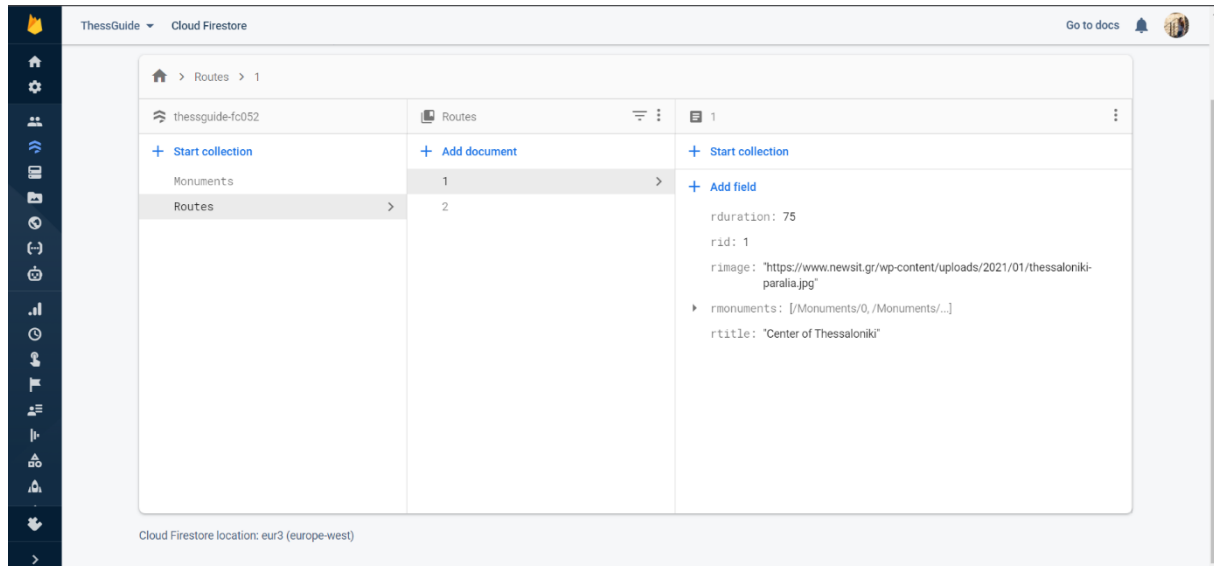 ThessGuide Cloud Firestore Go to docs
> Routes > 1
thessguide-fc052
+ Start collection
Monuments
Routes
Routes
+ Add document
1
2
1
+ Start collection
+ Add field
rduration: 75
rid: 1
rimage: "https://www.newsit.gr/wp-content/uploads/2021/01/thessaloniki-
paralia.jpg"
rmonuments: [/Monuments/0, /Monuments/...]
rtitle: "Center of Thessaloniki"
Cloud Firestore location: eur3 (europe-west)